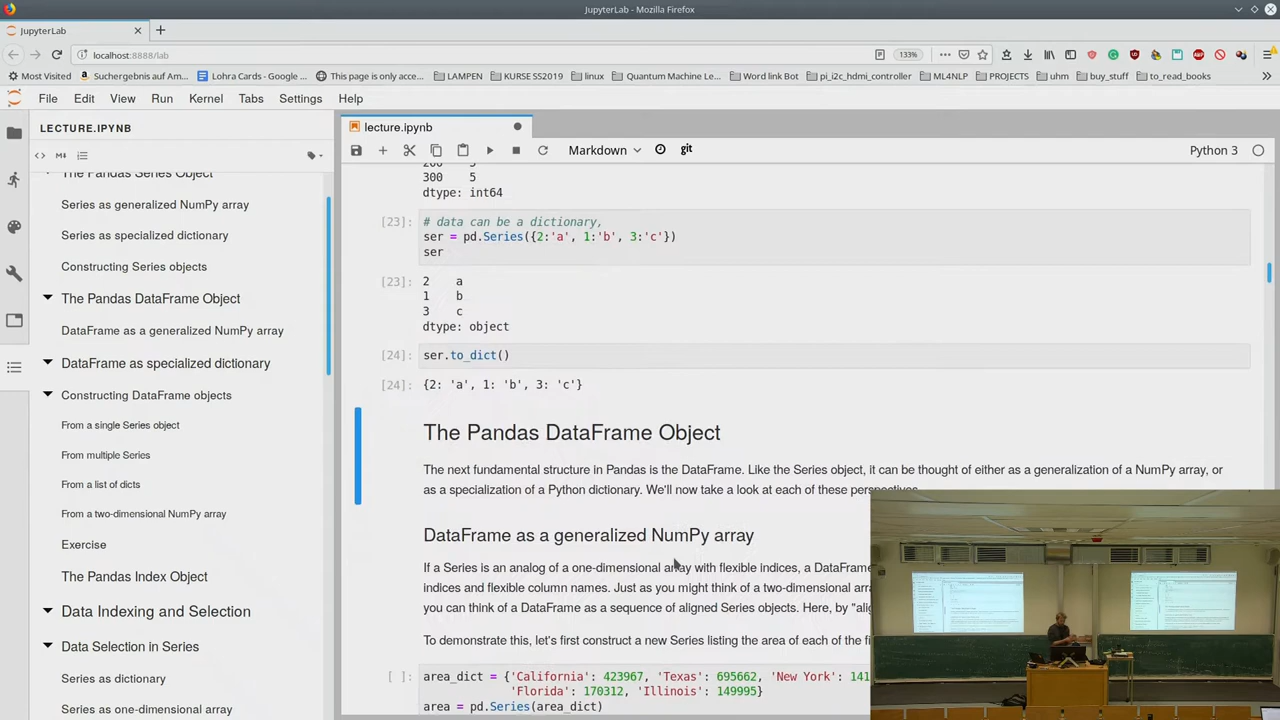 JupyterLab - Mozilla Firefox
JupyterLab
localhost:8888/lab
133%
Most Visited
Suchergebnis auf Am...
Lohra Cards - Google ...
This page is only acce...
LAMPEN
KURSE SS2019
linux
Quantum Machine Le...
Word link Bot
pi_i2c_hdmi_controller
ML4NLP
PROJECTS
uhm
buy_stuff
to_read_books
File Edit View Run Kernel Tabs Settings Help
LECTURE.IPYNB
The Pandas Series Object
Series as generalized NumPy array
Series as specialized dictionary
Constructing Series objects
The Pandas DataFrame Object
DataFrame as a generalized NumPy array
DataFrame as specialized dictionary
Constructing DataFrame objects
From a single Series object
From multiple Series
From a list of dicts
From a two-dimensional NumPy array
Exercise
The Pandas Index Object
Data Indexing and Selection
Data Selection in Series
Series as dictionary
Series as one-dimensional array
lecture.ipynb
Markdown
git
Python 3
200 5
300 5
dtype: int64
[23]: # data can be a dictionary,
ser = pd.Series({2:'a', 1:'b', 3:'c'})
ser
[23]: 2 a
1 b
3 c
dtype: object
[24]: ser.to_dict()
[24]: {2: 'a', 1: 'b', 3: 'c'}
The Pandas DataFrame Object
The next fundamental structure in Pandas is the DataFrame. Like the Series object, it can be thought of either as a generalization of a NumPy array, or
as a specialization of a Python dictionary. We'll now take a look at each of these perspectives.
DataFrame as a generalized NumPy array
If a Series is an analog of a one-dimensional array with flexible indices, a DataFrame
indices and flexible column names. Just as you might think of a two-dimensional arr
you can think of a DataFrame as a sequence of aligned Series objects. Here, by "alig
To demonstrate this, let's first construct a new Series listing the area of each of the fi
[ ]: area_dict = {'California': 423967, 'Texas': 695662, 'New York': 141
'Florida': 170312, 'Illinois': 149995}
area = pd.Series(area_dict)